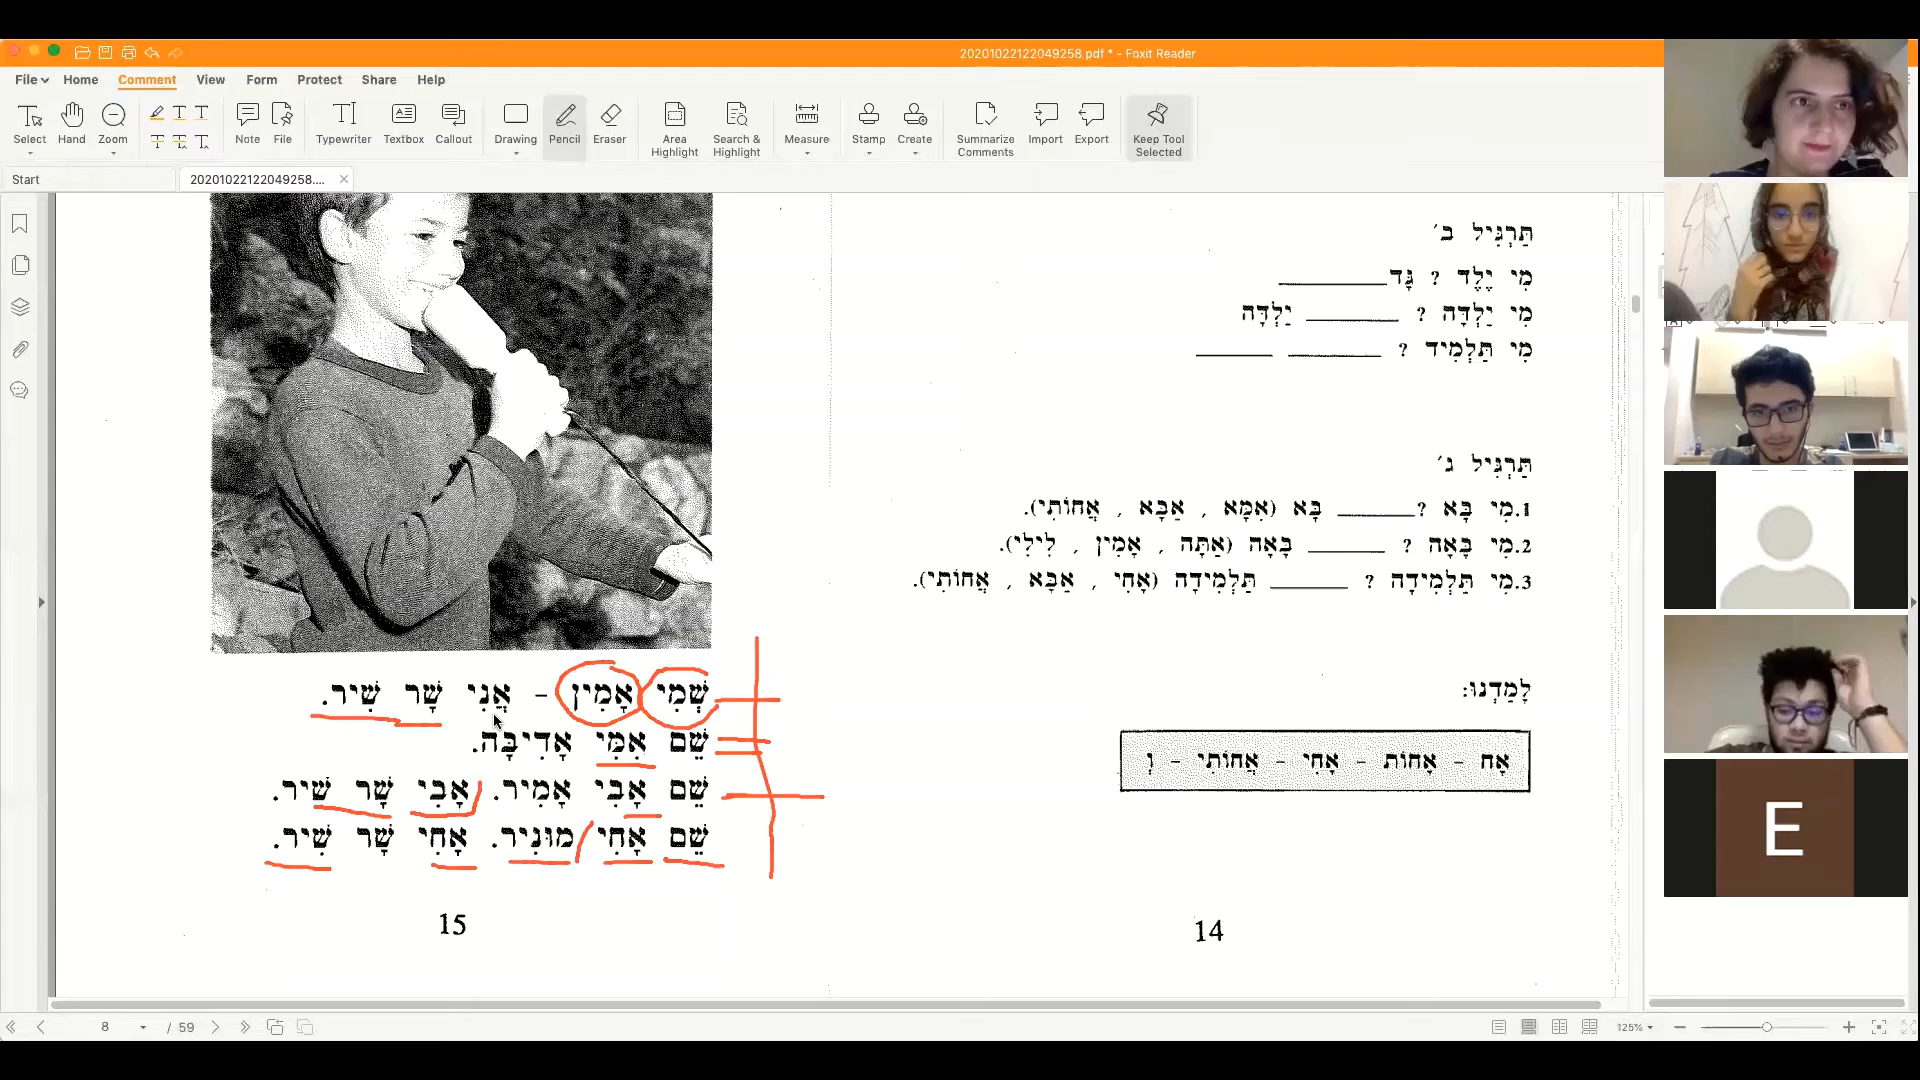 20201022122049258.pdf * - Foxit Reader
File Home Comment View Form Protect Share Help
Select Hand Zoom Note File Typewriter Textbox Callout Drawing Pencil Eraser Area Highlight Search & Highlight Measure Stamp Create Summarize Comments Import Export Keep Tool Selected
Start 20201022122049258....
תַּרְגִּיל ב׳
מִי יֶלֶד ? גָּד ________
מִי יַלְדָּה ? ________ יַלְדָּה
מִי תַּלְמִיד ? ________ ________
תַּרְגִּיל ג׳
1. מִי בָּא ? ________ בָּא (אִמָּא , אַבָּא , אֲחוֹתִי).
2. מִי בָּאָה ? ________ בָּאָה (אַתָּה , אָמִין , לִילִי).
3. מִי תַּלְמִידָה ? ________ תַּלְמִידָה (אָחִי , אַבָּא , אֲחוֹתִי).
לָמַדְנוּ:
אָח - אָחוֹת - אָחִי - אֲחוֹתִי - וְ
14
שְׁמִי אָמִין - אֲנִי שָׁר שִׁיר.
שֵׁם אִמִּי אָדִיבָּה.
שֵׁם אָבִי אָמִיר. אָבִי שָׁר שִׁיר.
שֵׁם אָחִי מוּנִיר. אָחִי שָׁר שִׁיר.
15
E
8 / 59 125%